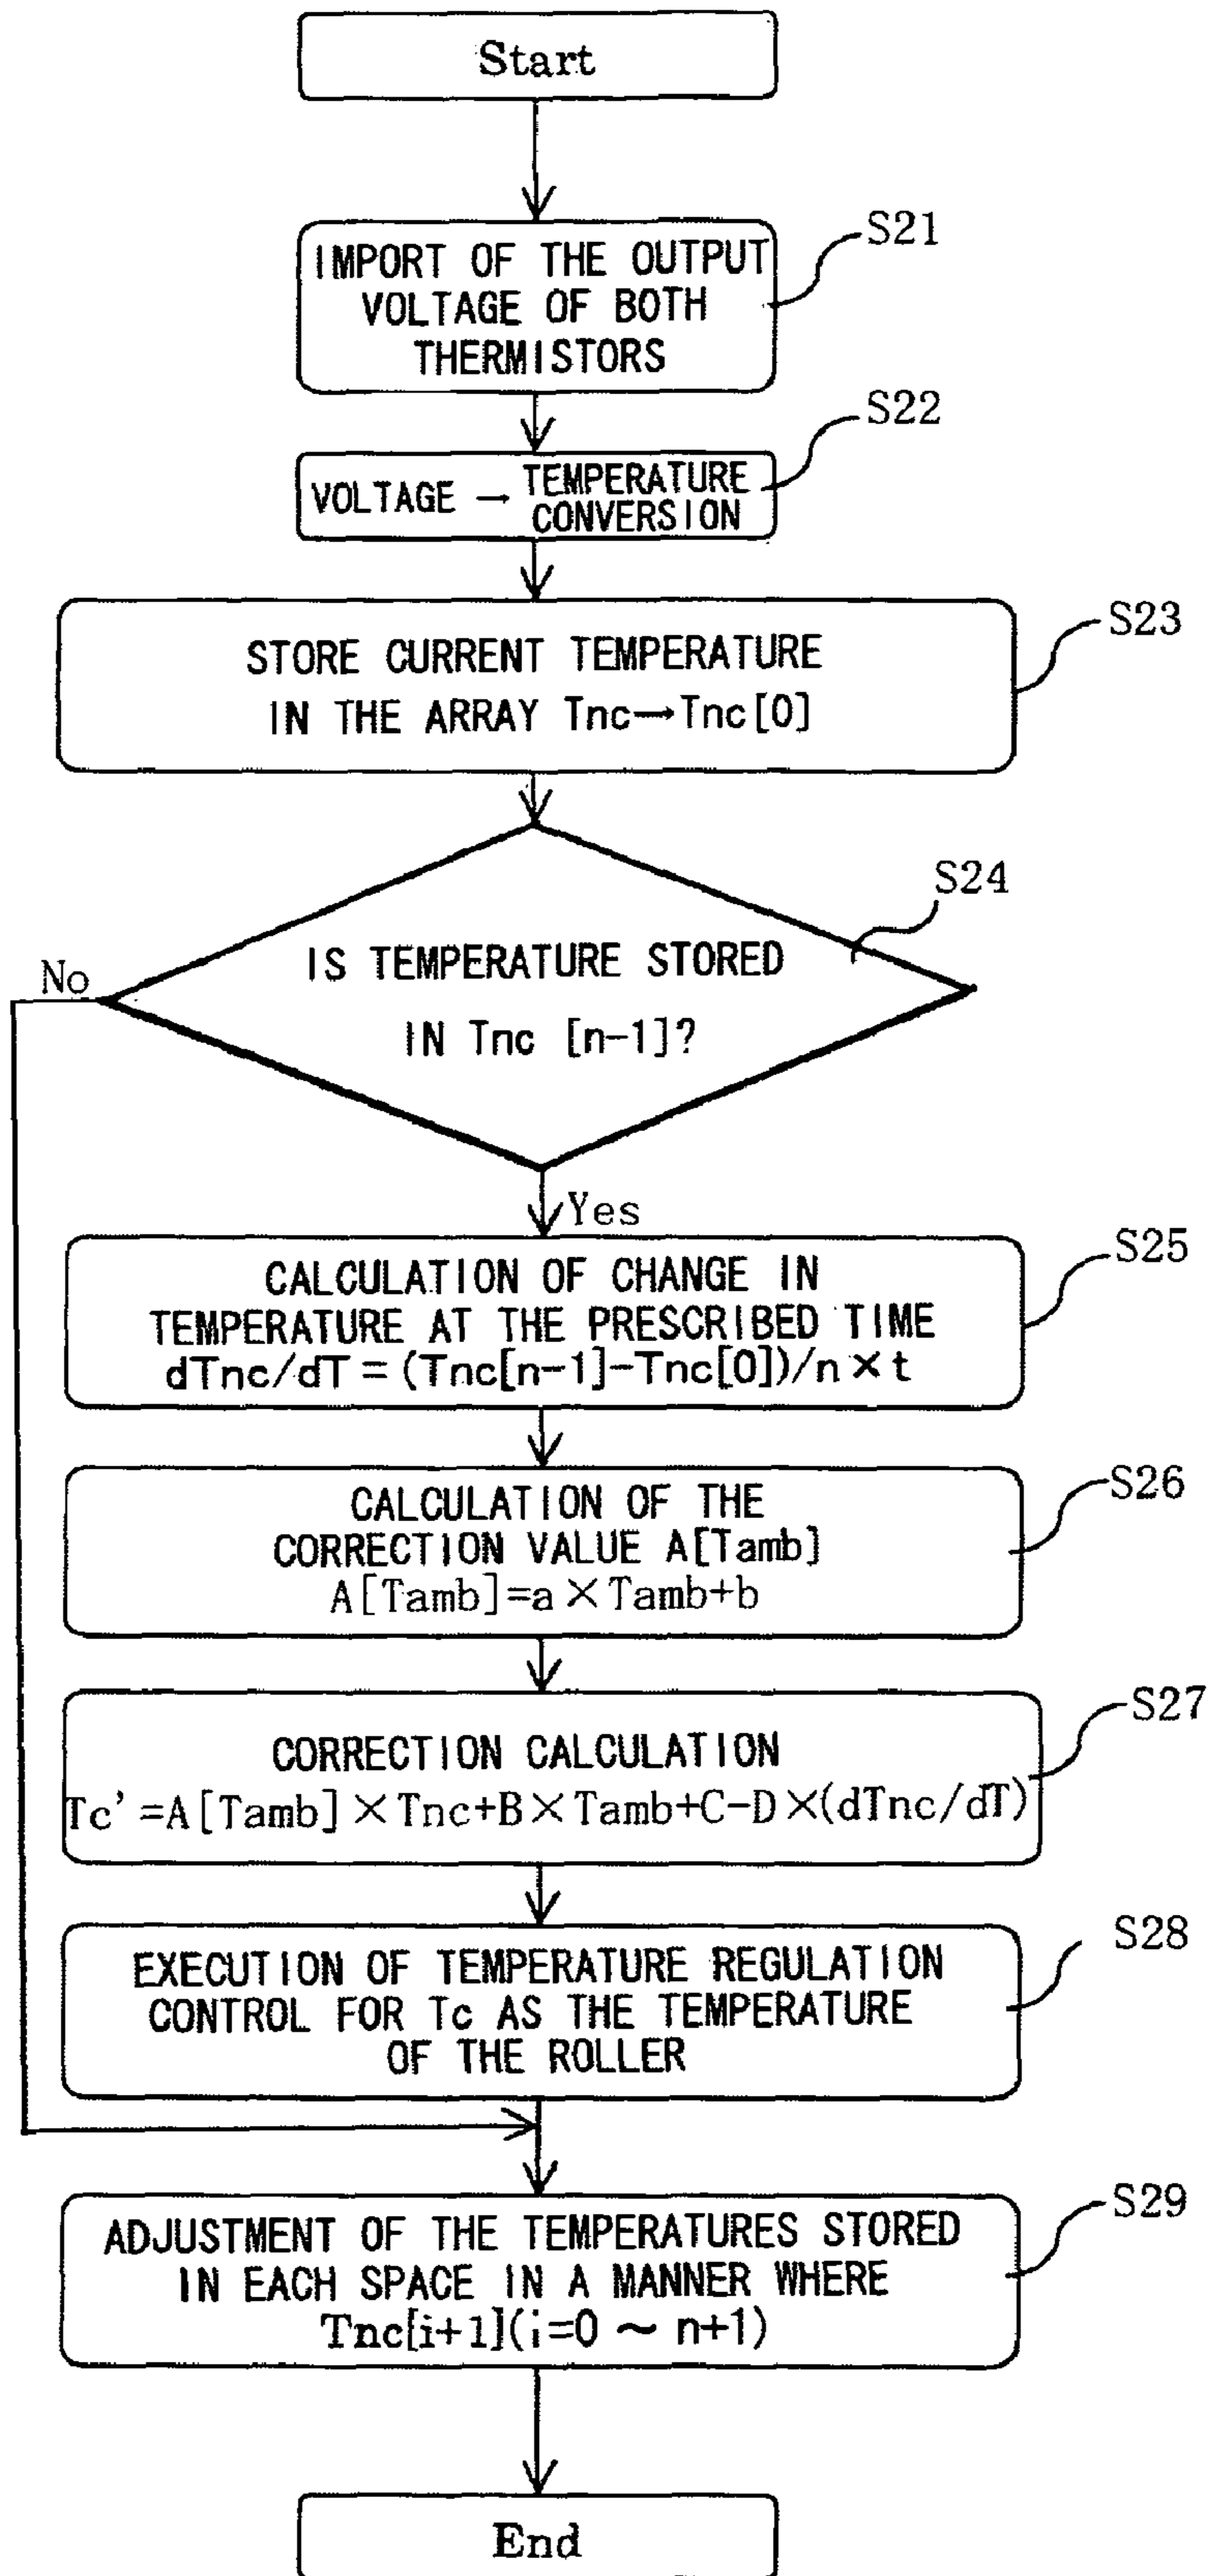 Start
S21
IMPORT OF THE OUTPUT
VOLTAGE OF BOTH
THERMISTORS
S22
VOLTAGE → TEMPERATURE
CONVERSION
S23
STORE CURRENT TEMPERATURE
IN THE ARRAY Tnc→Tnc[0]
S24
No
IS TEMPERATURE STORED
IN Tnc [n-1]?
Yes
S25
CALCULATION OF CHANGE IN
TEMPERATURE AT THE PRESCRIBED TIME
dTnc/dT = (Tnc[n-1]-Tnc[0])/n × t
S26
CALCULATION OF THE
CORRECTION VALUE A[Tamb]
A[Tamb]=a×Tamb+b
S27
CORRECTION CALCULATION
Tc'=A[Tamb]×Tnc+B×Tamb+C-D×(dTnc/dT)
S28
EXECUTION OF TEMPERATURE REGULATION
CONTROL FOR Tc AS THE TEMPERATURE
OF THE ROLLER
S29
ADJUSTMENT OF THE TEMPERATURES STORED
IN EACH SPACE IN A MANNER WHERE
Tnc[i+1](i=0 ~ n+1)
End